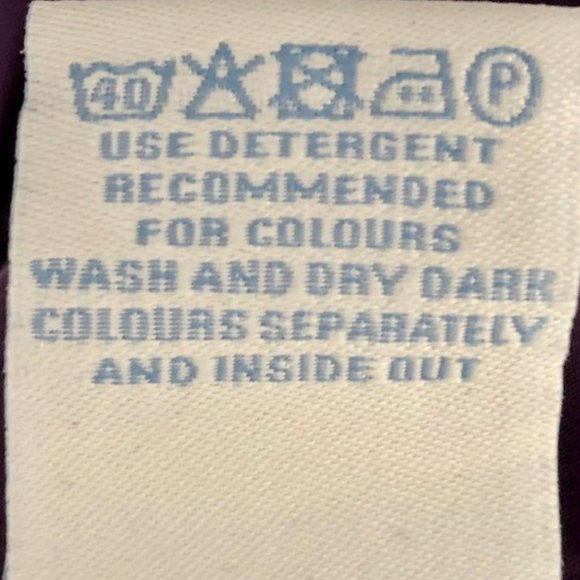 40 P
USE DETERGENT
RECOMMENDED
FOR COLOURS
WASH AND DRY DARK
COLOURS SEPARATELY
AND INSIDE OUT